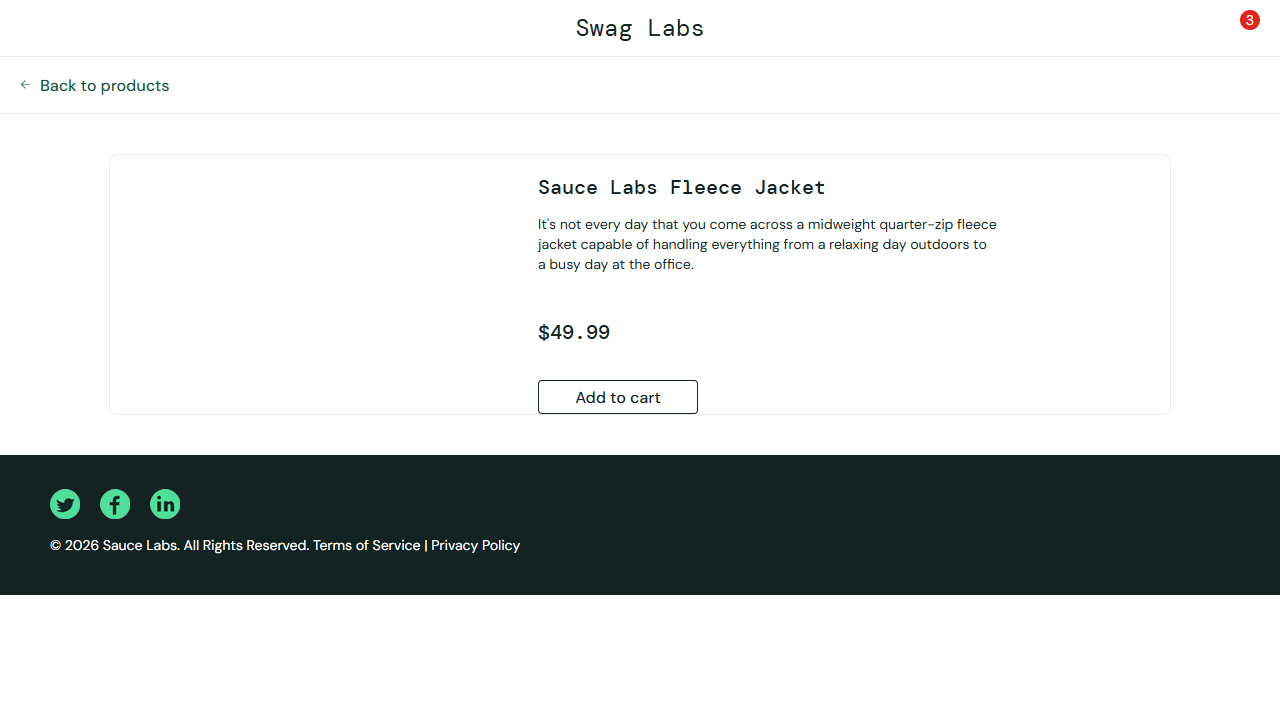 Swag Labs
3
Back to products
Sauce Labs Fleece Jacket
It's not every day that you come across a midweight quarter-zip fleece
jacket capable of handling everything from a relaxing day outdoors to
a busy day at the office.
$49.99
Add to cart
© 2026 Sauce Labs. All Rights Reserved. Terms of Service | Privacy Policy